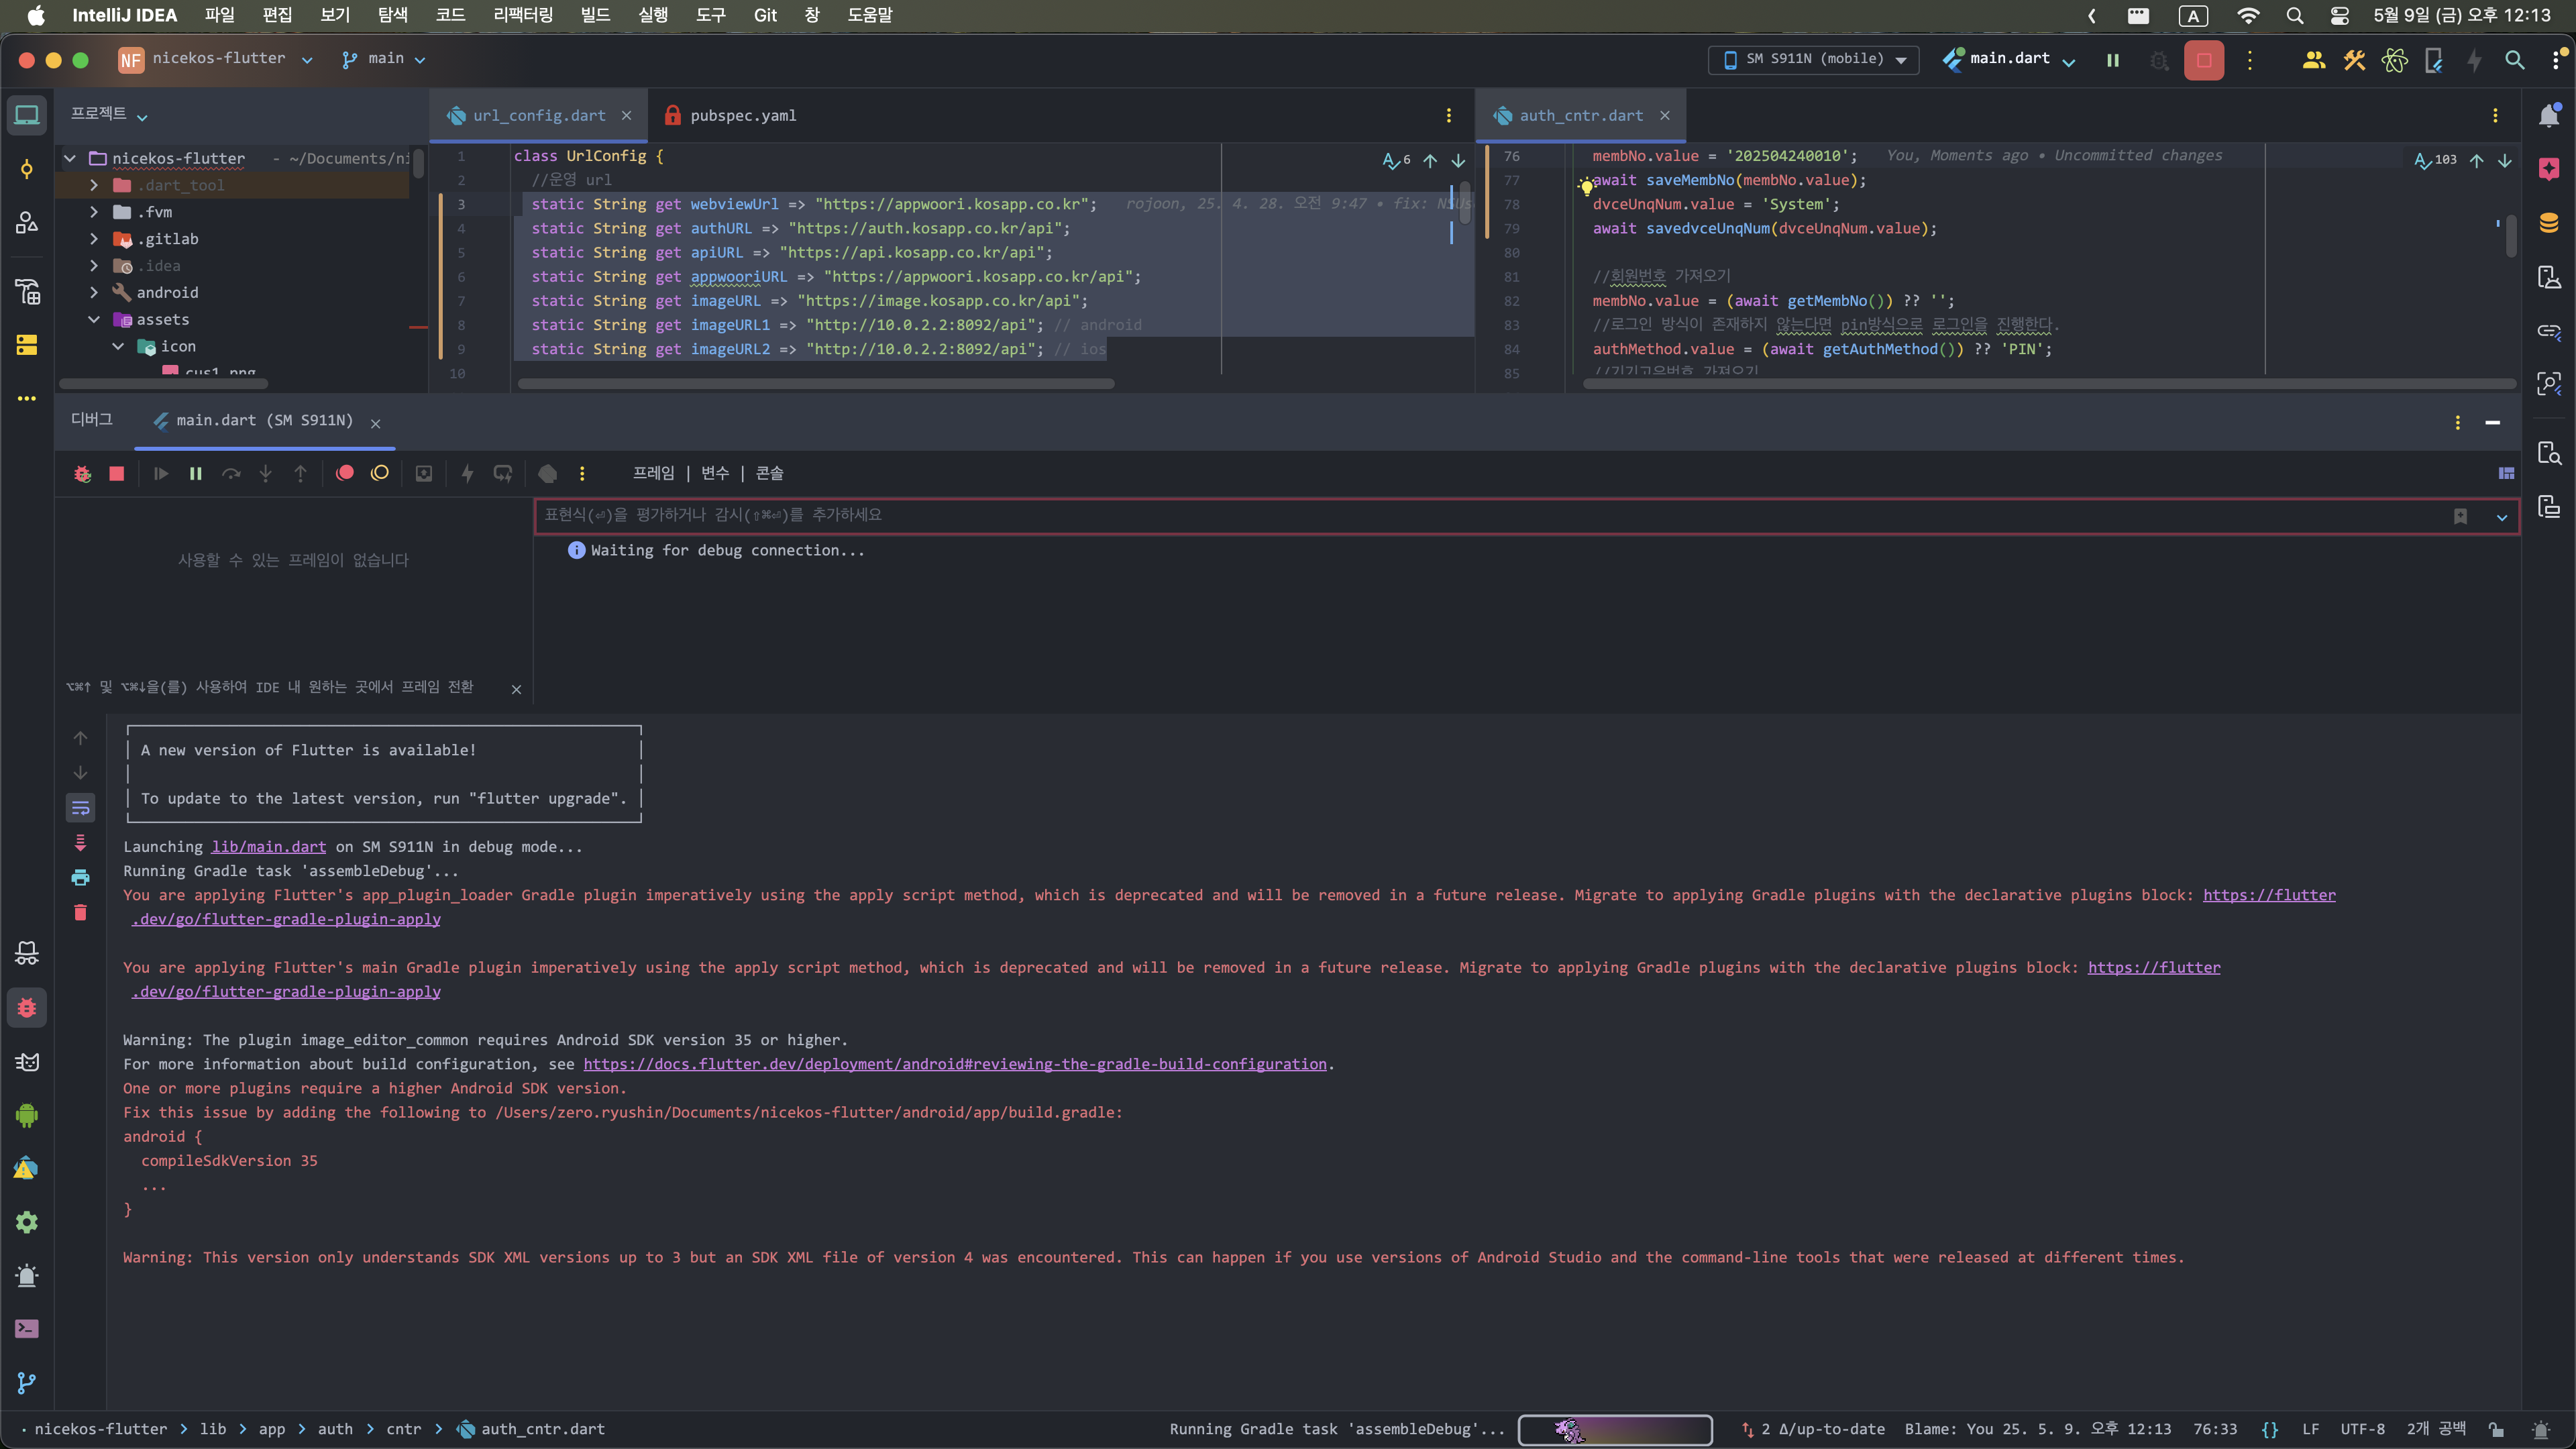 IntelliJ IDEA 파일 편집 보기 탐색 코드 리팩터링 빌드 실행 도구 Git 창 도움말 A 5월 9일 (금) 오후 12:13
NF nicekos-flutter main SM S911N (mobile) main.dart
프로젝트
nicekos-flutter - ~/Documents/ni
.dart_tool
.fvm
.gitlab
.idea
android
assets
icon
cus1.png
url_config.dart pubspec.yaml
6
1 class UrlConfig {
2 //운영 url
3 static String get webviewUrl => "https://appwoori.kosapp.co.kr"; rojoon, 25. 4. 28. 오전 9:47 • fix: NSUs
4 static String get authURL => "https://auth.kosapp.co.kr/api";
5 static String get apiURL => "https://api.kosapp.co.kr/api";
6 static String get appwooriURL => "https://appwoori.kosapp.co.kr/api";
7 static String get imageURL => "https://image.kosapp.co.kr/api";
8 static String get imageURL1 => "http://10.0.2.2:8092/api"; // android
9 static String get imageURL2 => "http://10.0.2.2:8092/api"; // ios
10
auth_cntr.dart
103
76 membNo.value = '202504240010'; You, Moments ago • Uncommitted changes
77 await saveMembNo(membNo.value);
78 dvceUnqNum.value = 'System';
79 await savedvceUnqNum(dvceUnqNum.value);
80
81 //회원번호 가져오기
82 membNo.value = (await getMembNo()) ?? '';
83 //로그인 방식이 존재하지 않는다면 pin방식으로 로그인을 진행한다.
84 authMethod.value = (await getAuthMethod()) ?? 'PIN';
85 //기기고유번호 가져오기
디버그 main.dart (SM S911N)
프레임 | 변수 | 콘솔
표현식(⏎)을 평가하거나 감시(⇧⌘⏎)를 추가하세요
Waiting for debug connection...
사용할 수 있는 프레임이 없습니다
⌥⌘↑ 및 ⌥⌘↓을(를) 사용하여 IDE 내 원하는 곳에서 프레임 전환
A new version of Flutter is available!
To update to the latest version, run "flutter upgrade".
Launching lib/main.dart on SM S911N in debug mode...
Running Gradle task 'assembleDebug'...
You are applying Flutter's app_plugin_loader Gradle plugin imperatively using the apply script method, which is deprecated and will be removed in a future release. Migrate to applying Gradle plugins with the declarative plugins block: https://flutter
.dev/go/flutter-gradle-plugin-apply
You are applying Flutter's main Gradle plugin imperatively using the apply script method, which is deprecated and will be removed in a future release. Migrate to applying Gradle plugins with the declarative plugins block: https://flutter
.dev/go/flutter-gradle-plugin-apply
Warning: The plugin image_editor_common requires Android SDK version 35 or higher.
For more information about build configuration, see https://docs.flutter.dev/deployment/android#reviewing-the-gradle-build-configuration.
One or more plugins require a higher Android SDK version.
Fix this issue by adding the following to /Users/zero.ryushin/Documents/nicekos-flutter/android/app/build.gradle:
android {
compileSdkVersion 35
...
}
Warning: This version only understands SDK XML versions up to 3 but an SDK XML file of version 4 was encountered. This can happen if you use versions of Android Studio and the command-line tools that were released at different times.
nicekos-flutter > lib > app > auth > cntr > auth_cntr.dart Running Gradle task 'assembleDebug'... 2 Δ/up-to-date Blame: You 25. 5. 9. 오후 12:13 76:33 {} LF UTF-8 2개 공백